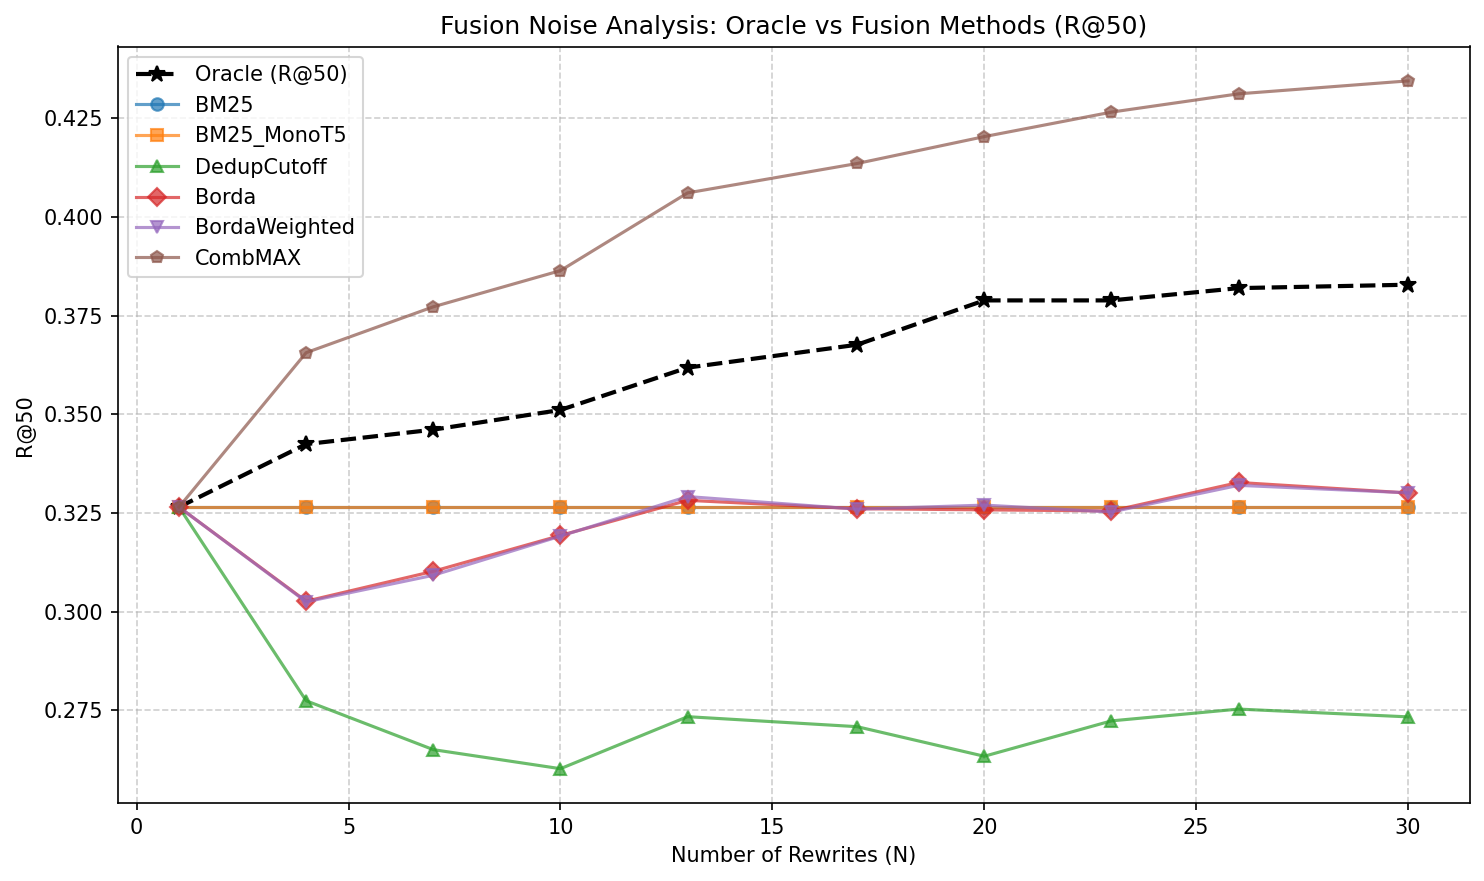 Fusion Noise Analysis: Oracle vs Fusion Methods (R@50)
Oracle (R@50)
BM25
BM25_MonoT5
DedupCutoff
Borda
BordaWeighted
CombMAX
R@50
0.425
0.400
0.375
0.350
0.325
0.300
0.275
0 5 10 15 20 25 30
Number of Rewrites (N)